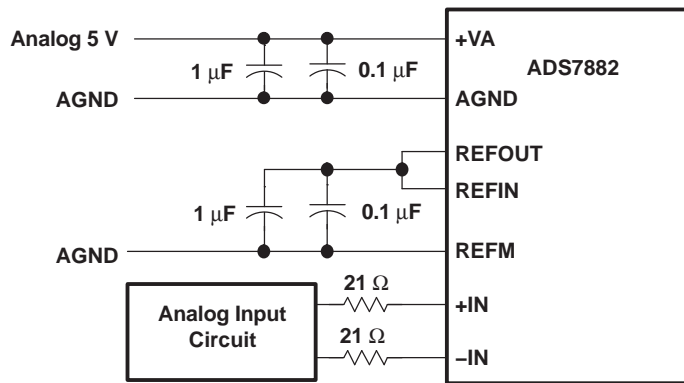 Analog 5 V
+VA
ADS7882
1 μF
0.1 μF
AGND
AGND
REFOUT
REFIN
1 μF
0.1 μF
AGND
REFM
21 Ω
+IN
Analog Input
Circuit
21 Ω
–IN